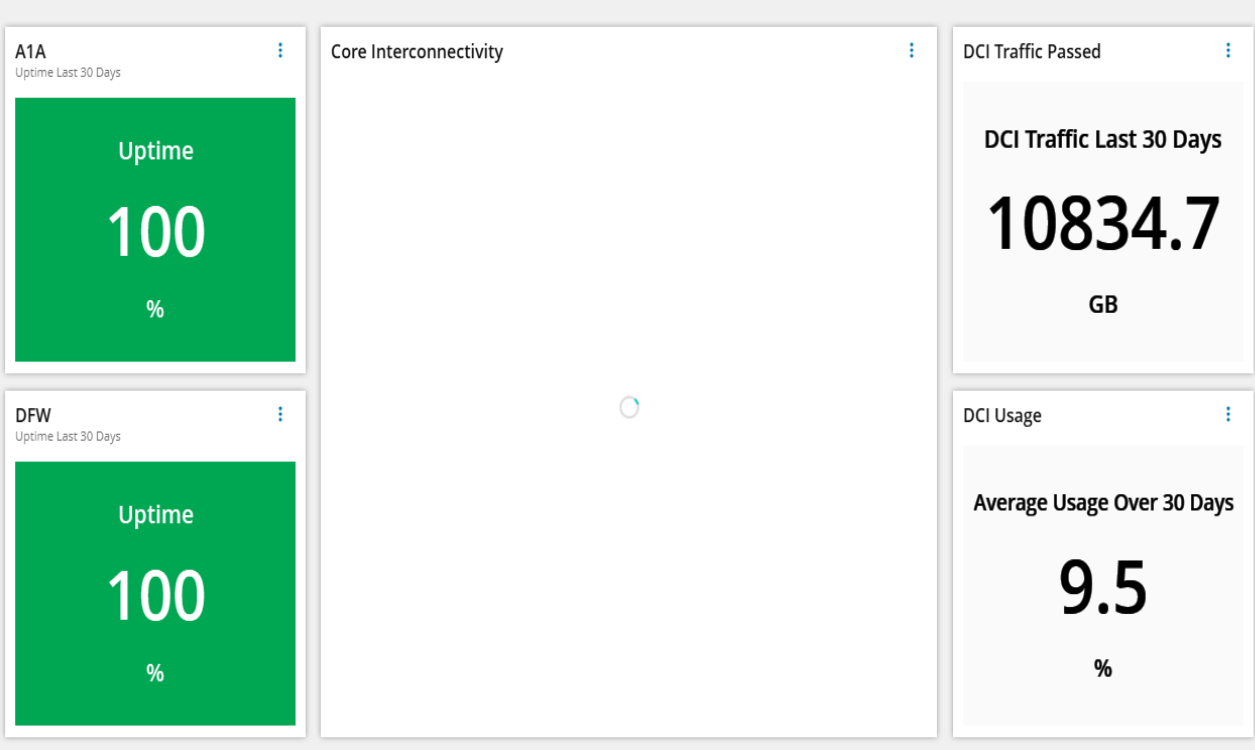 A1A
Uptime Last 30 Days
Uptime
100
%
DFW
Uptime Last 30 Days
Uptime
100
%
Core Interconnectivity
DCI Traffic Passed
DCI Traffic Last 30 Days
10834.7
GB
DCI Usage
Average Usage Over 30 Days
9.5
%